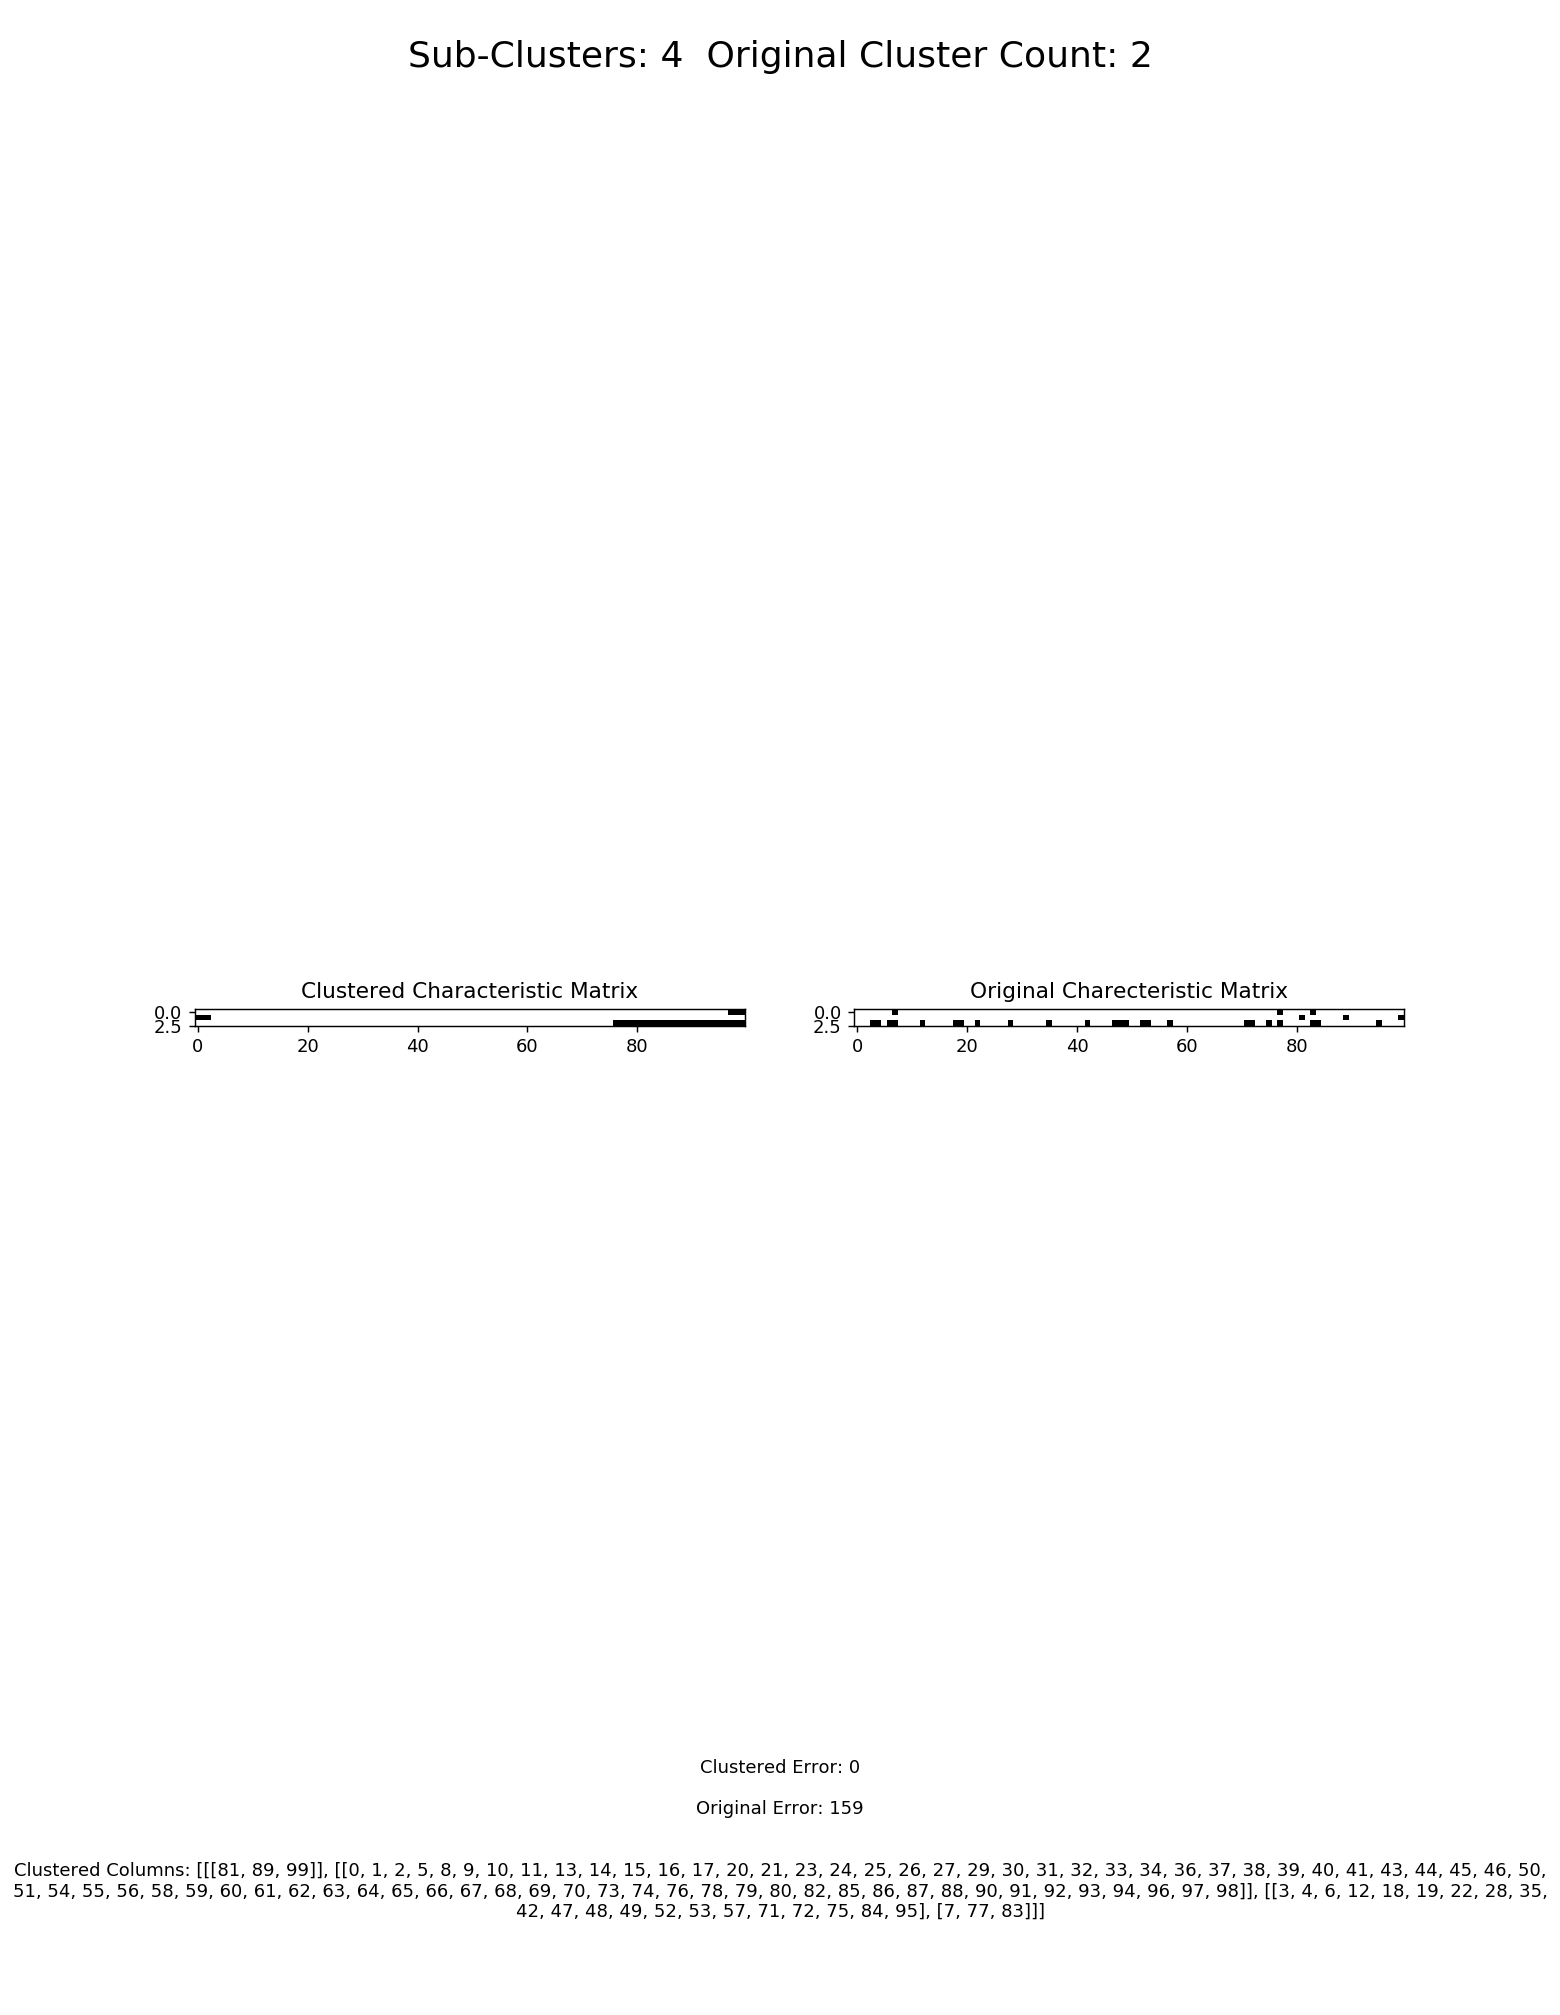 Sub-Clusters: 4  Original Cluster Count: 2
Clustered Characteristic Matrix
0.0
2.5
0 20 40 60 80
Original Charecteristic Matrix
0.0
2.5
0 20 40 60 80
Clustered Error: 0
Original Error: 159
Clustered Columns: [[[81, 89, 99]], [[0, 1, 2, 5, 8, 9, 10, 11, 13, 14, 15, 16, 17, 20, 21, 23, 24, 25, 26, 27, 29, 30, 31, 32, 33, 34, 36, 37, 38, 39, 40, 41, 43, 44, 45, 46, 50,
51, 54, 55, 56, 58, 59, 60, 61, 62, 63, 64, 65, 66, 67, 68, 69, 70, 73, 74, 76, 78, 79, 80, 82, 85, 86, 87, 88, 90, 91, 92, 93, 94, 96, 97, 98]], [[3, 4, 6, 12, 18, 19, 22, 28, 35,
42, 47, 48, 49, 52, 53, 57, 71, 72, 75, 84, 95], [7, 77, 83]]]